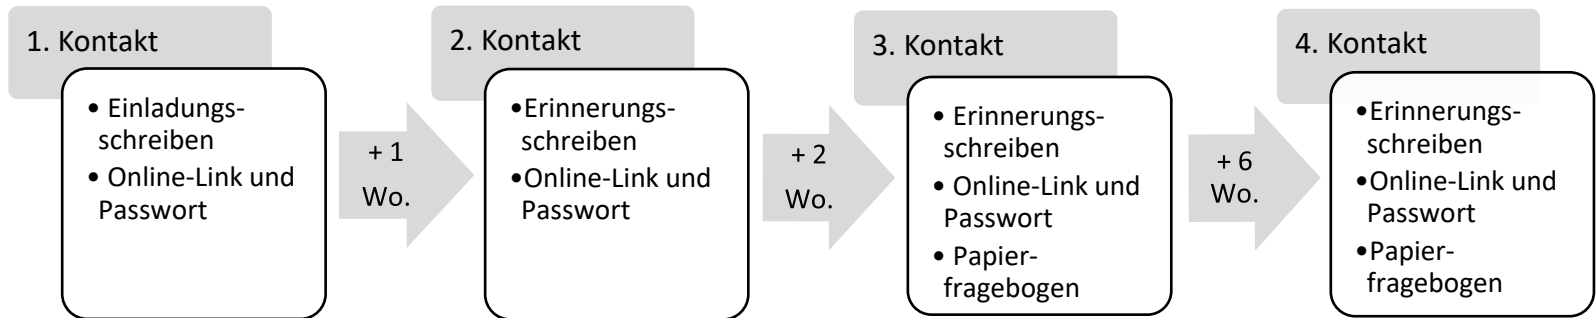 1. Kontakt
• Einladungs-
schreiben
• Online-Link und
Passwort
+ 1
Wo.
2. Kontakt
•Erinnerungs-
schreiben
•Online-Link und
Passwort
+ 2
Wo.
3. Kontakt
• Erinnerungs-
schreiben
• Online-Link und
Passwort
• Papier-
fragebogen
+ 6
Wo.
4. Kontakt
•Erinnerungs-
schreiben
•Online-Link und
Passwort
•Papier-
fragebogen